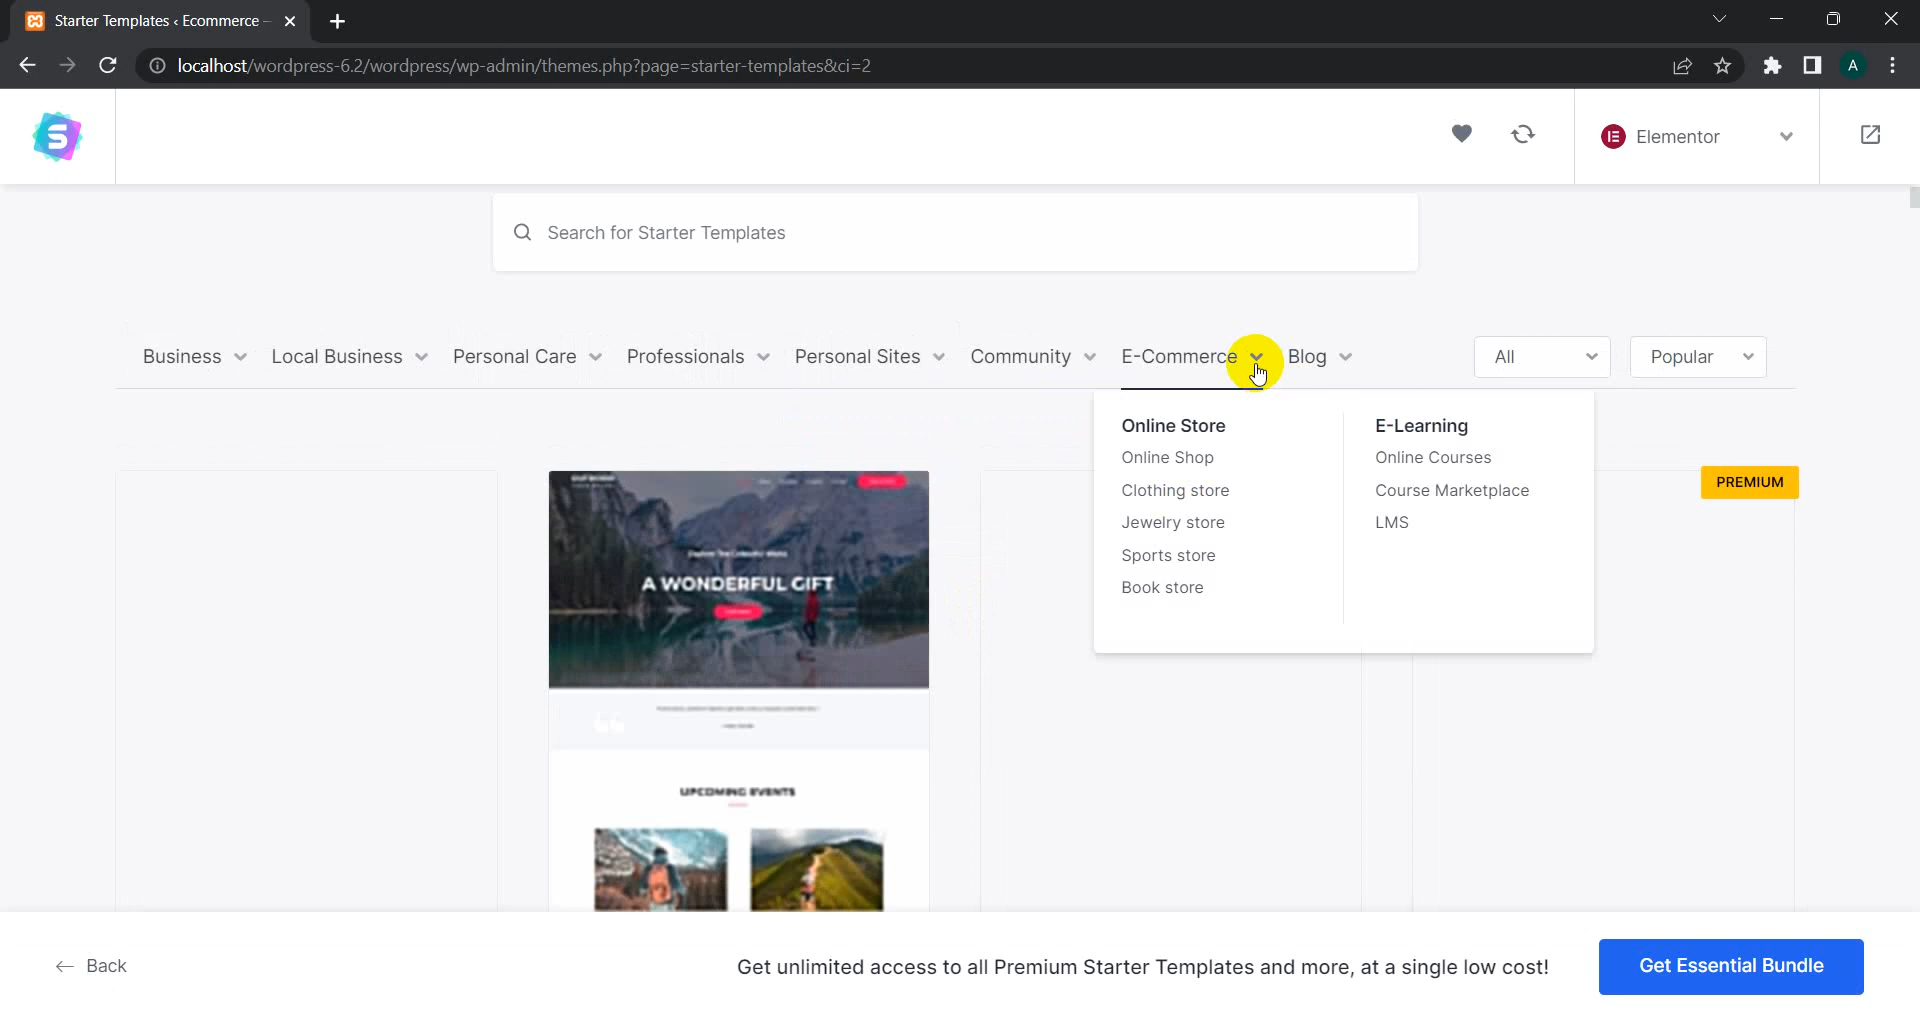 Starter Templates ‹ Ecommerce –
localhost/wordpress-6.2/wordpress/wp-admin/themes.php?page=starter-templates&ci=2
A
S
Elementor
Search for Starter Templates
Business
Local Business
Personal Care
Professionals
Personal Sites
Community
E-Commerce
Blog
All
Popular
Online Store
Online Shop
Clothing store
Jewelry store
Sports store
Book store
E-Learning
Online Courses
Course Marketplace
LMS
PREMIUM
A WONDERFUL GIFT
UPCOMING EVENTS
Back
Get unlimited access to all Premium Starter Templates and more, at a single low cost!
Get Essential Bundle